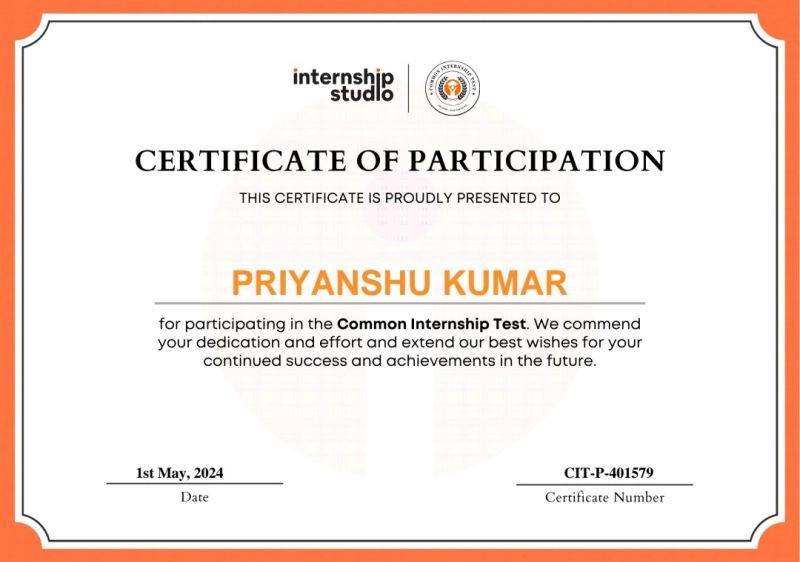 internship
studio
COMMON INTERNSHIP TEST
CERTIFICATE OF PARTICIPATION
THIS CERTIFICATE IS PROUDLY PRESENTED TO
PRIYANSHU KUMAR
for participating in the Common Internship Test. We commend
your dedication and effort and extend our best wishes for your
continued success and achievements in the future.
1st May, 2024
Date
CIT-P-401579
Certificate Number